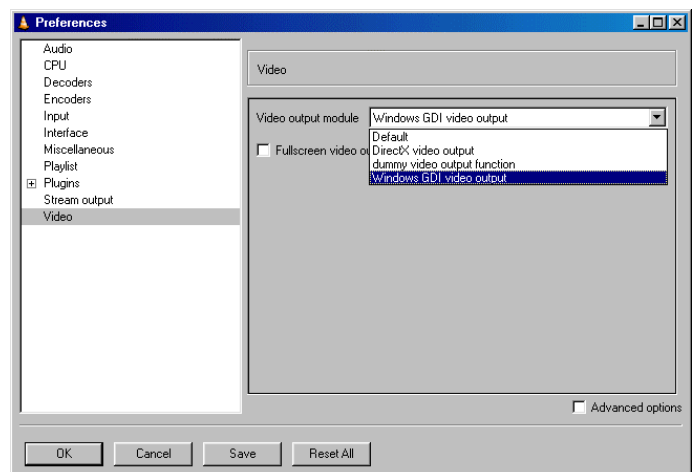 Preferences
Audio
CPU
Decoders
Encoders
Input
Interface
Miscellaneous
Playlist
Plugins
Stream output
Video
Video
Video output module
Windows GDI video output
Default
Fullscreen video ou
DirectX video output
dummy video output function
Windows GDI video output
Advanced options
OK
Cancel
Save
Reset All